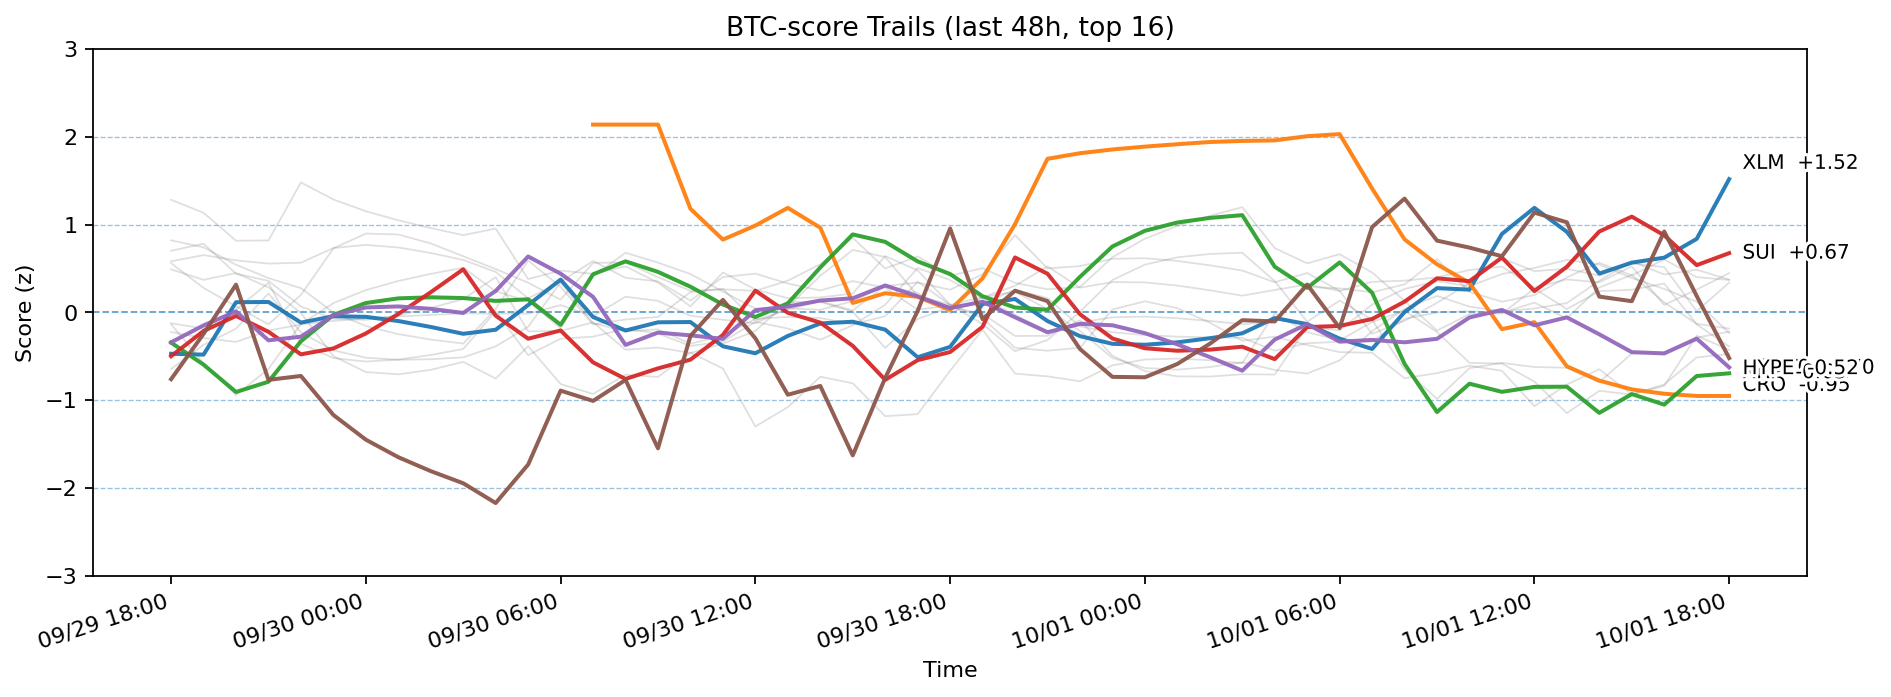 BTC-score Trails (last 48h, top 16)
Score (z)
3
2
1
0
−1
−2
−3
XLM +1.52
SUI +0.67
HYPE
CRO -0.95
09/29 18:00
09/30 00:00
09/30 06:00
09/30 12:00
09/30 18:00
10/01 00:00
10/01 06:00
10/01 12:00
10/01 18:00
Time